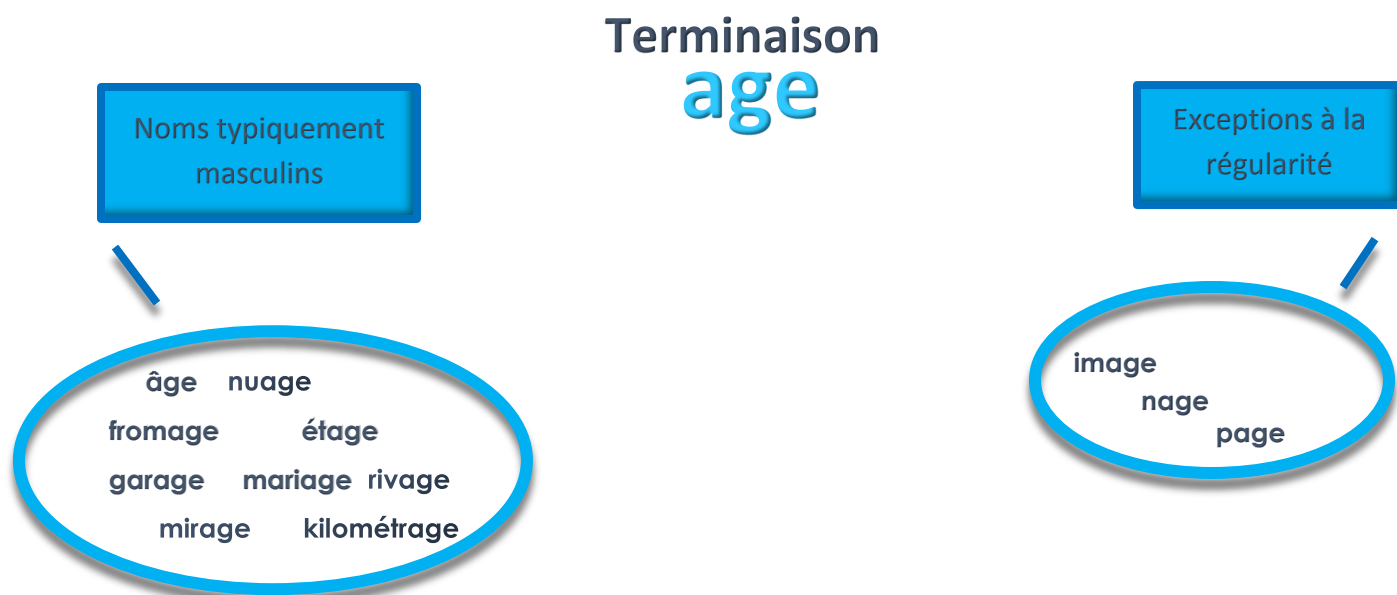 Terminaison
age
Noms typiquement
masculins
Exceptions à la
régularité
âge nuage
fromage étage
garage mariage rivage
mirage kilométrage
image
nage
page